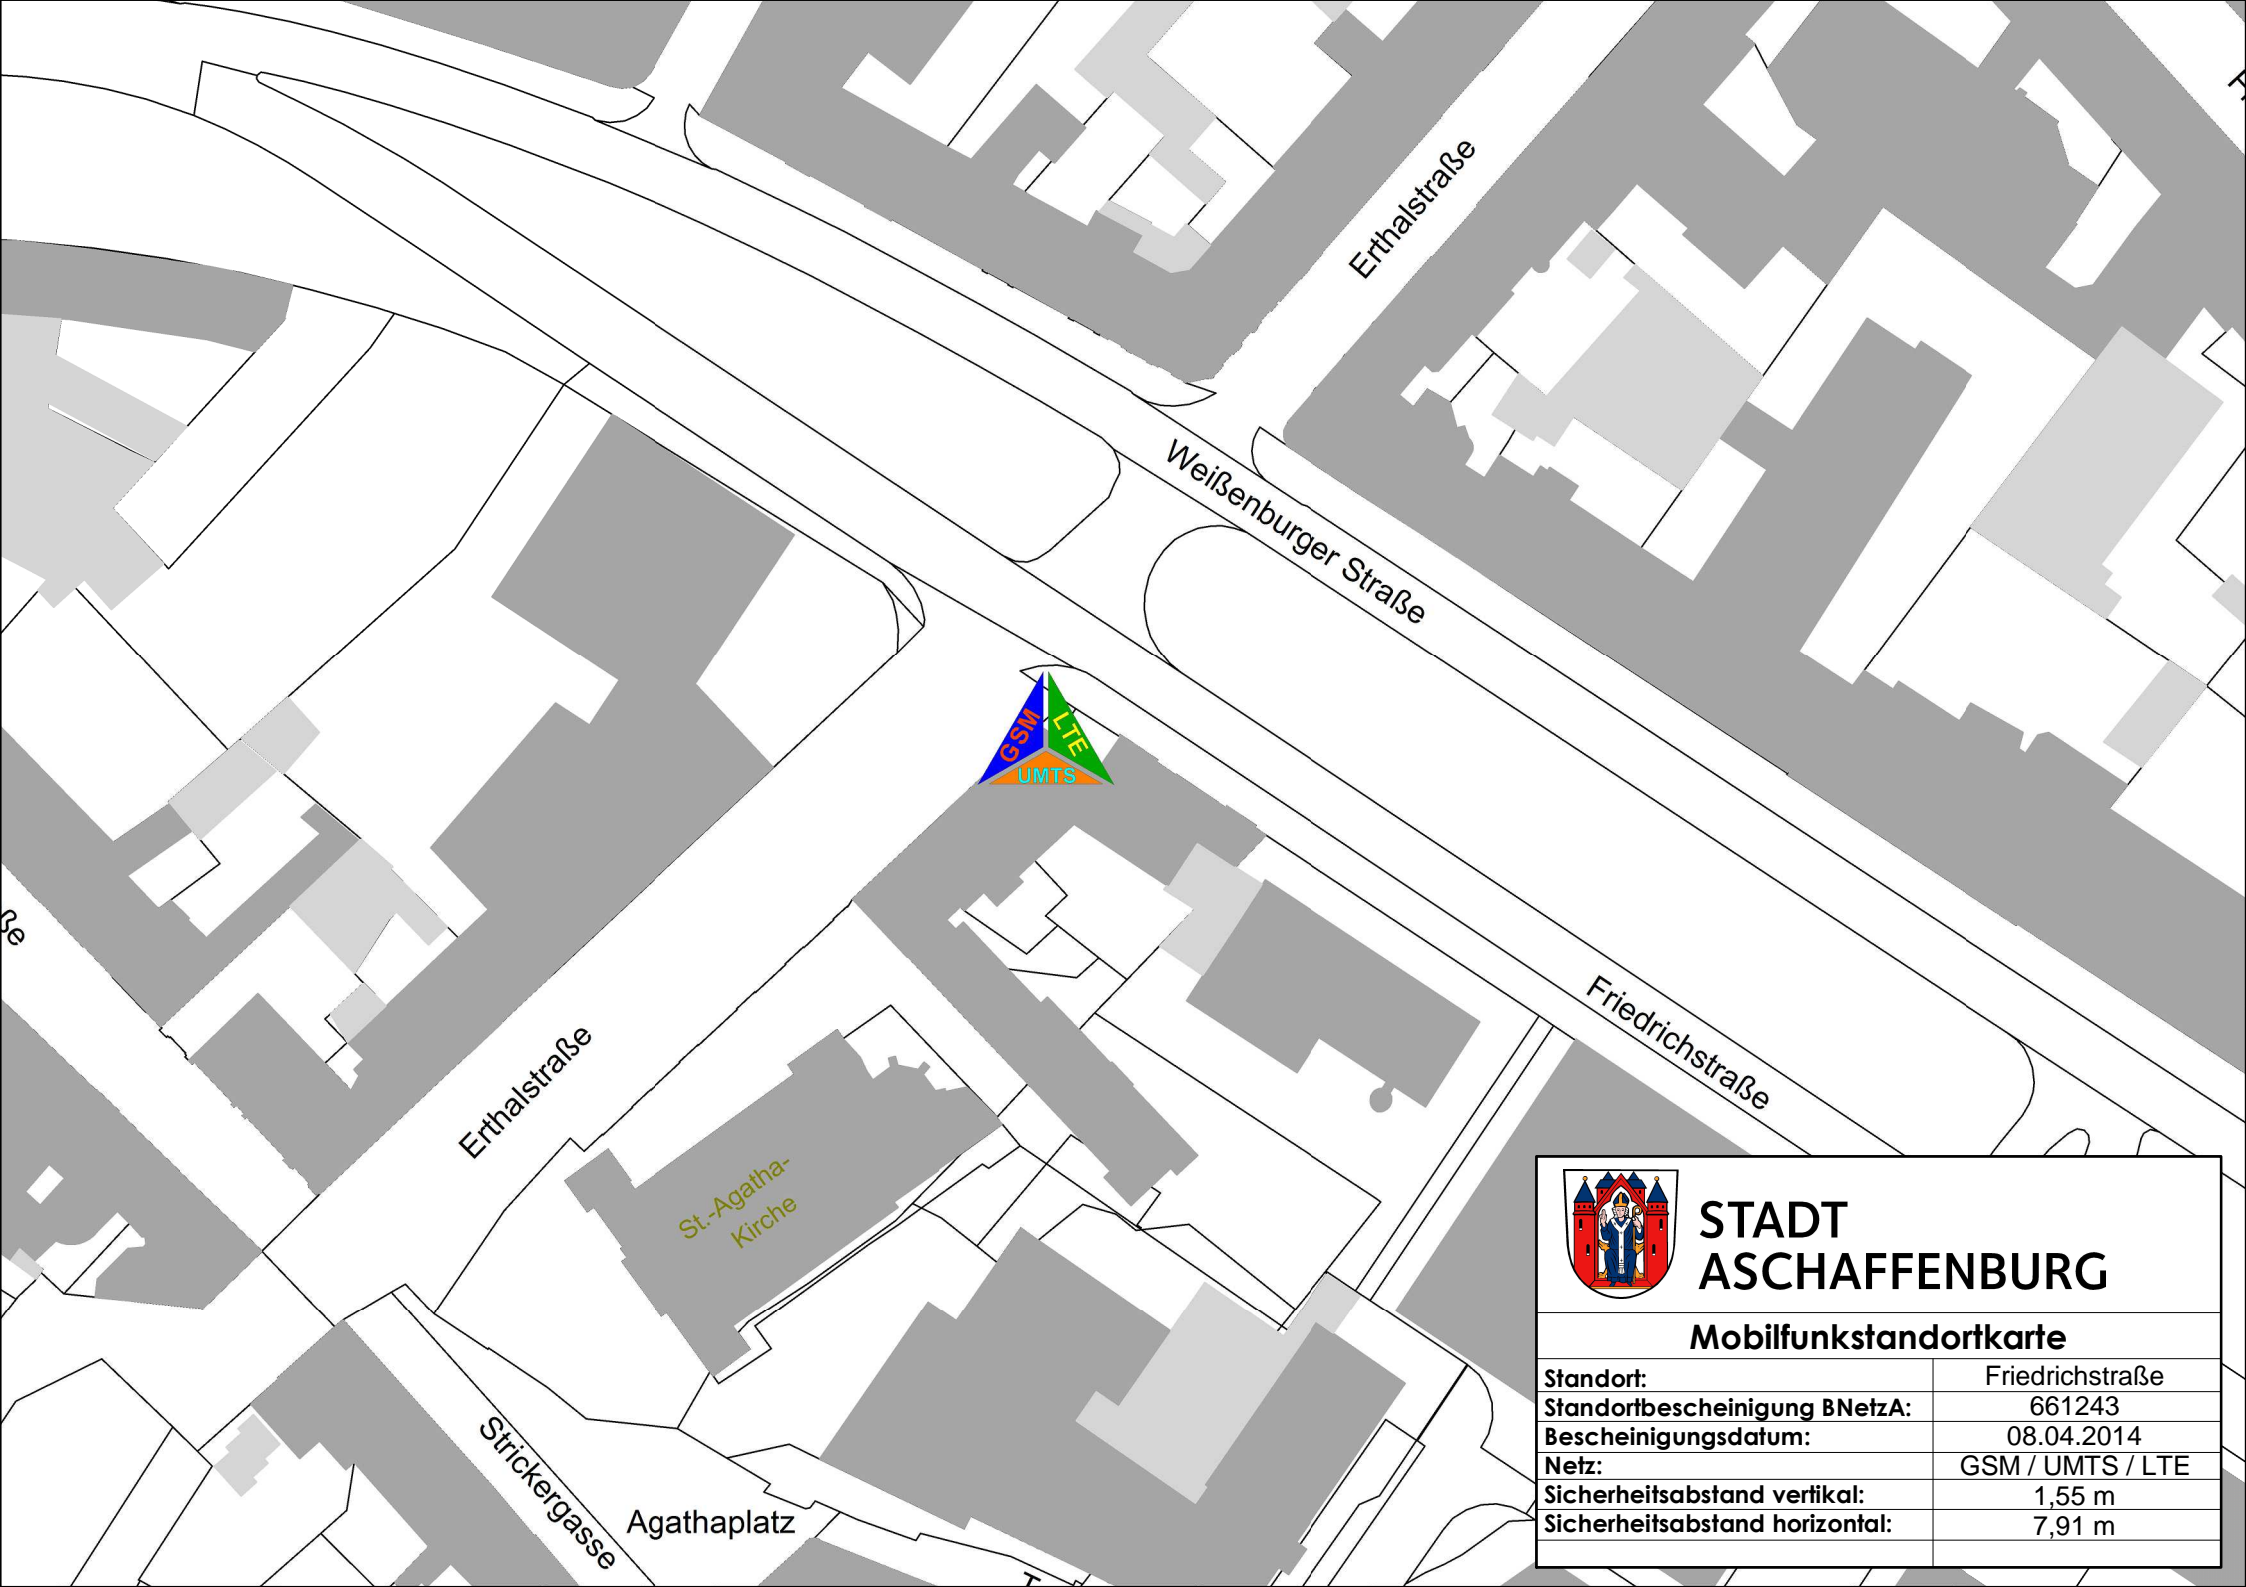 Erthalstraße
Weißenburger Straße
GSM
LTE
UMTS
ße
Friedrichstraße
Erthalstraße
St.-Agatha-
Kirche
Strickergasse
Agathaplatz
STADT
ASCHAFFENBURG
Mobilfunkstandortkarte
Standort: Friedrichstraße
Standortbescheinigung BNetzA: 661243
Bescheinigungsdatum: 08.04.2014
Netz: GSM / UMTS / LTE
Sicherheitsabstand vertikal: 1,55 m
Sicherheitsabstand horizontal: 7,91 m